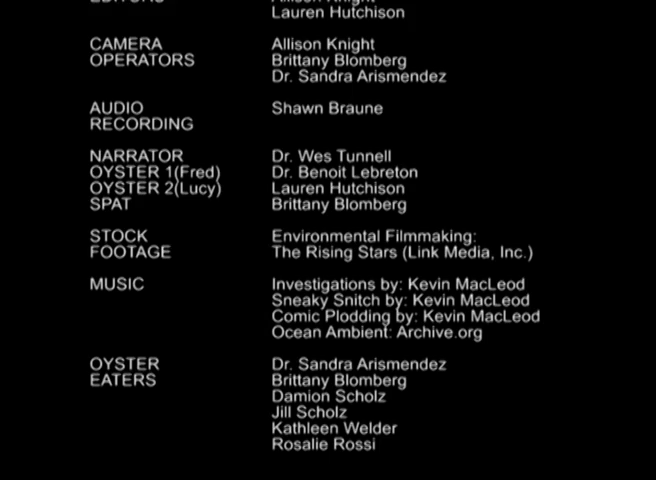 Lauren Hutchison
CAMERA Allison Knight
OPERATORS Brittany Blomberg
Dr. Sandra Arismendez
AUDIO Shawn Braune
RECORDING
NARRATOR Dr. Wes Tunnell
OYSTER 1(Fred) Dr. Benoit Lebreton
OYSTER 2(Lucy) Lauren Hutchison
SPAT Brittany Blomberg
STOCK Environmental Filmmaking:
FOOTAGE The Rising Stars (Link Media, Inc.)
MUSIC Investigations by: Kevin MacLeod
Sneaky Snitch by: Kevin MacLeod
Comic Plodding by: Kevin MacLeod
Ocean Ambient: Archive.org
OYSTER Dr. Sandra Arismendez
EATERS Brittany Blomberg
Damion Scholz
Jill Scholz
Kathleen Welder
Rosalie Rossi